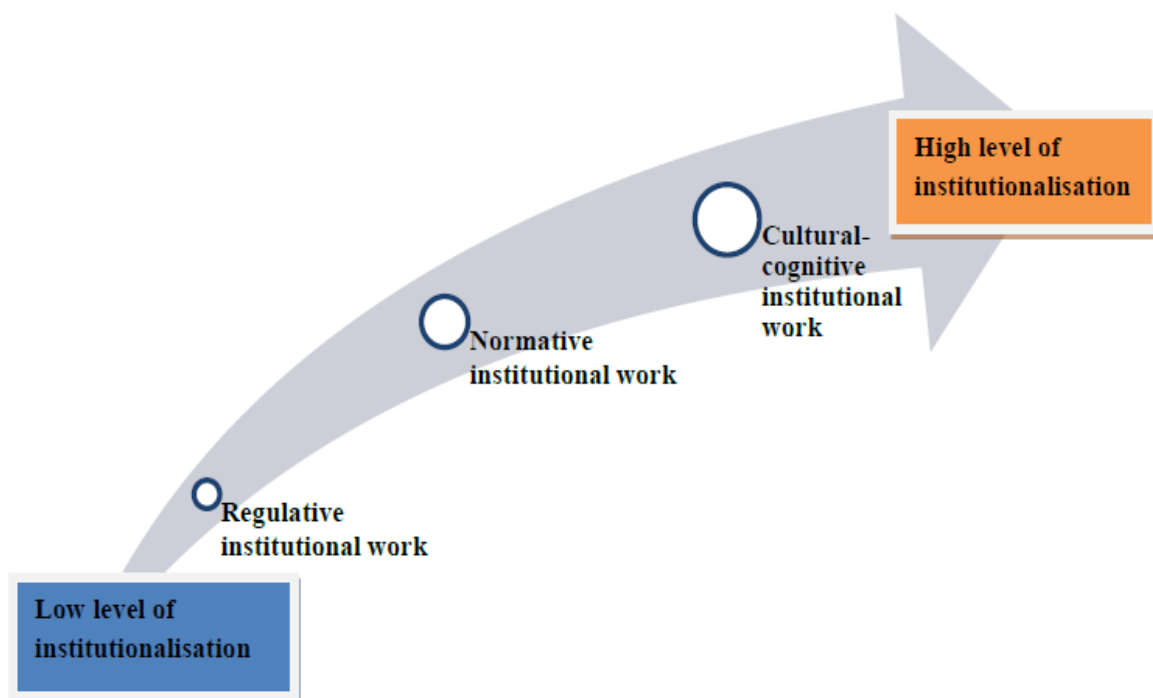 High level of
institutionalisation
Cultural-
cognitive
institutional
work
Normative
institutional work
Regulative
institutional work
Low level of
institutionalisation